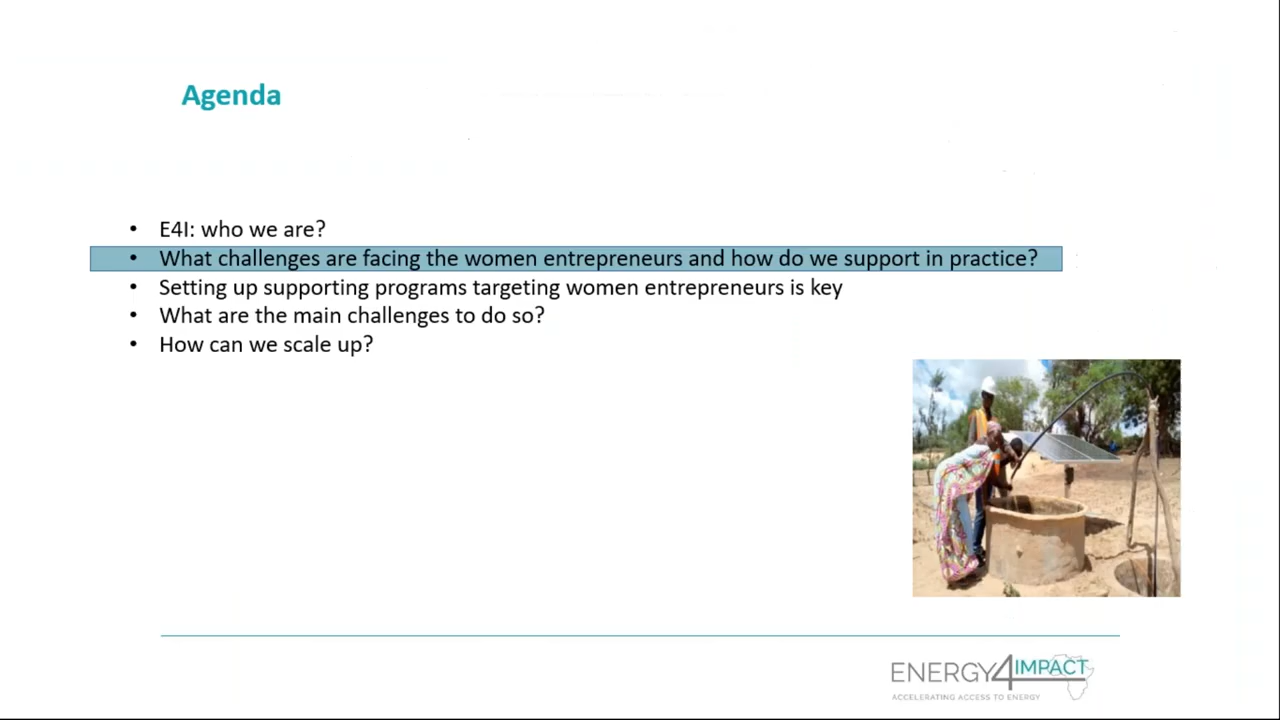 Agenda
• E4I: who we are?
• What challenges are facing the women entrepreneurs and how do we support in practice?
• Setting up supporting programs targeting women entrepreneurs is key
• What are the main challenges to do so?
• How can we scale up?
ENERGY4IMPACT
ACCELERATING ACCESS TO ENERGY